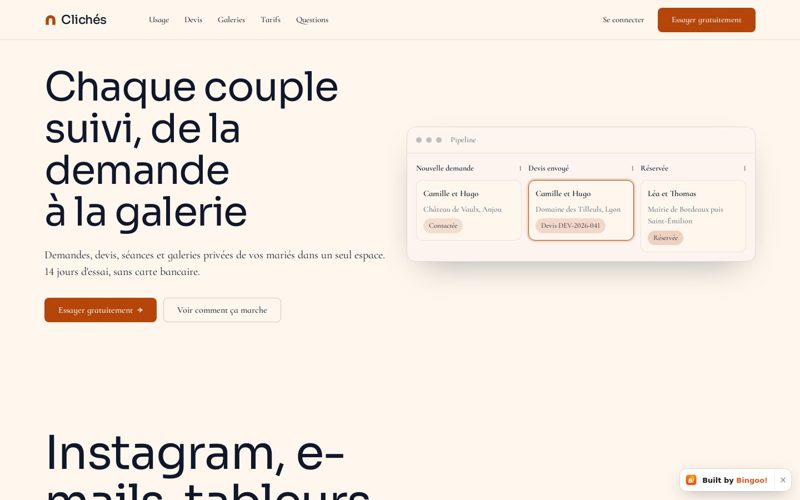 Clichés
Usage
Devis
Galeries
Tarifs
Questions
Se connecter
Essayer gratuitement
Chaque couple
suivi, de la
demande
à la galerie
Demandes, devis, séances et galeries privées de vos mariés dans un seul espace.
14 jours d'essai, sans carte bancaire.
Essayer gratuitement →
Voir comment ça marche
Pipeline
Nouvelle demande 1
Camille et Hugo
Château de Vaulx, Anjou
Contactée
Devis envoyé 1
Camille et Hugo
Domaine des Tilleuls, Lyon
Devis DEV-2026-041
Réservée 1
Léa et Thomas
Mairie de Bordeaux puis
Saint-Émilion
Réservée
Instagram, e-
mails, tableurs
Built by Bingoo!